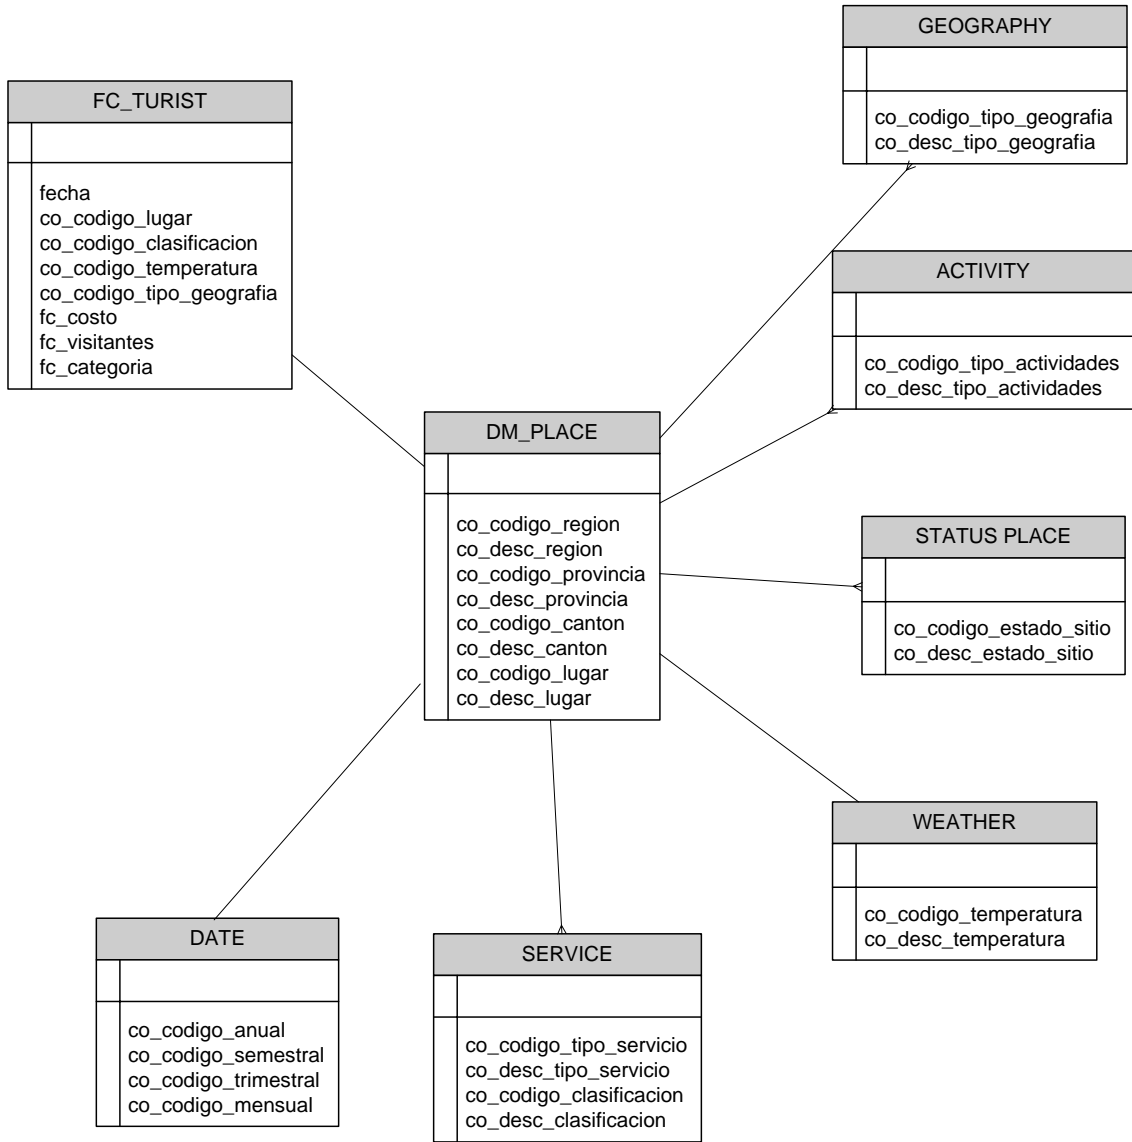 GEOGRAPHY
co_codigo_tipo_geografia
co_desc_tipo_geografia
FC_TURIST
fecha
co_codigo_lugar
co_codigo_clasificacion
co_codigo_temperatura
co_codigo_tipo_geografia
fc_costo
fc_visitantes
fc_categoria
ACTIVITY
co_codigo_tipo_actividades
co_desc_tipo_actividades
DM_PLACE
co_codigo_region
co_desc_region
co_codigo_provincia
co_desc_provincia
co_codigo_canton
co_desc_canton
co_codigo_lugar
co_desc_lugar
STATUS PLACE
co_codigo_estado_sitio
co_desc_estado_sitio
WEATHER
co_codigo_temperatura
co_desc_temperatura
DATE
co_codigo_anual
co_codigo_semestral
co_codigo_trimestral
co_codigo_mensual
SERVICE
co_codigo_tipo_servicio
co_desc_tipo_servicio
co_codigo_clasificacion
co_desc_clasificacion